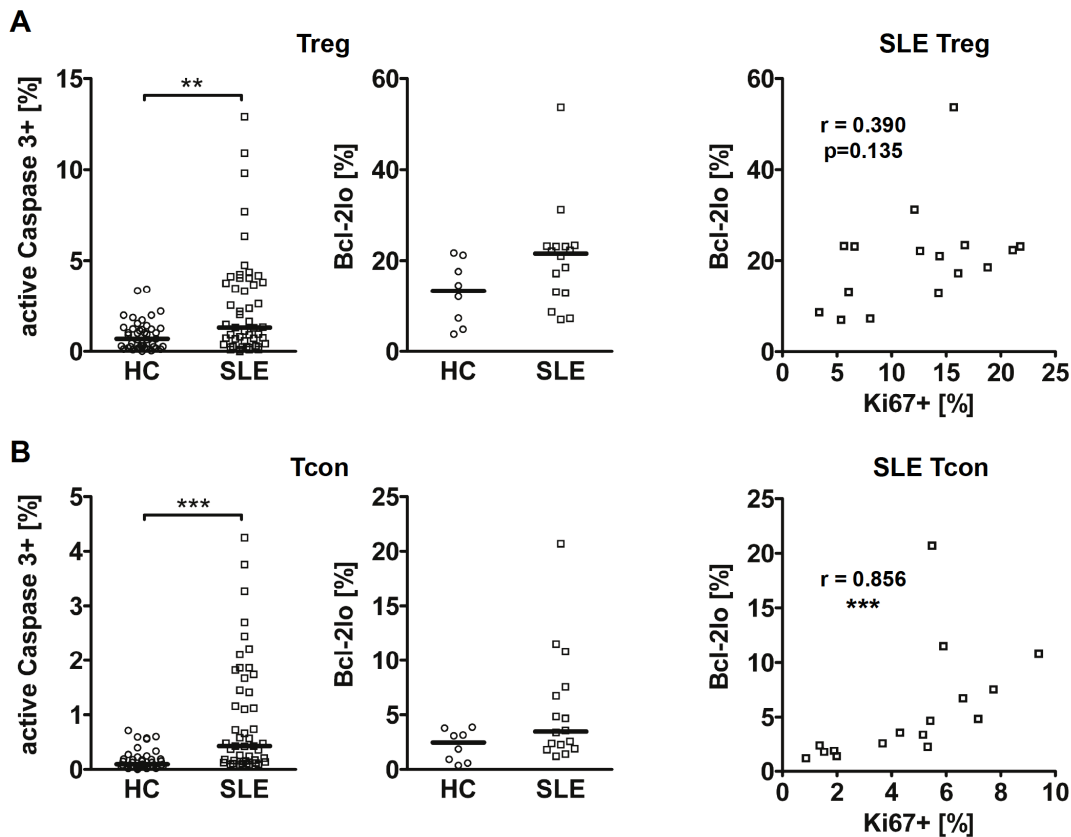 A
Treg
SLE Treg
active Caspase 3+ [%]
15
10
5
0
**
HC
SLE
Bcl-2lo [%]
60
40
20
0
HC
SLE
Bcl-2lo [%]
60
40
20
0
r = 0.390
p=0.135
0 5 10 15 20 25
Ki67+ [%]
B
Tcon
SLE Tcon
active Caspase 3+ [%]
5
4
3
2
1
0
***
HC
SLE
Bcl-2lo [%]
25
20
15
10
5
0
HC
SLE
Bcl-2lo [%]
25
20
15
10
5
0
r = 0.856
***
0 2 4 6 8 10
Ki67+ [%]